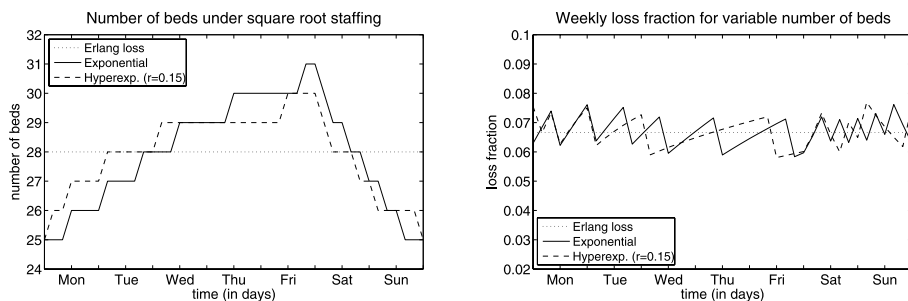 Number of beds under square root staffing
32
31
30
29
28
27
26
25
24
number of beds
Erlang loss
Exponential
Hyperexp. (r=0.15)
Mon Tue Wed Thu Fri Sat Sun
time (in days)
Weekly loss fraction for variable number of beds
0.1
0.09
0.08
0.07
0.06
0.05
0.04
0.03
0.02
loss fraction
Erlang loss
Exponential
Hyperexp. (r=0.15)
Mon Tue Wed Thu Fri Sat Sun
time (in days)